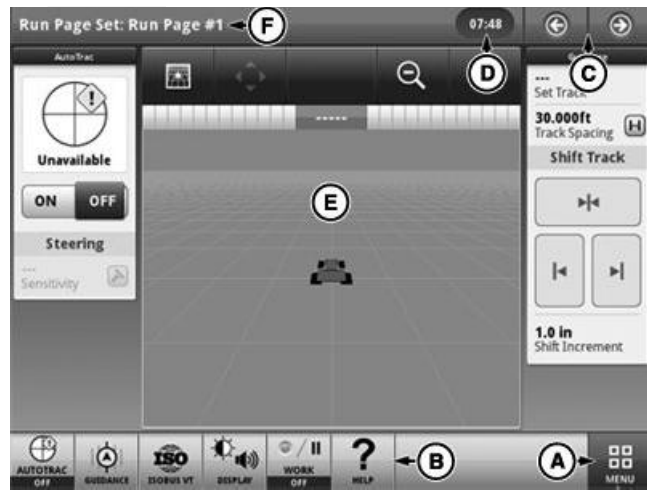 Run Page Set: Run Page #1
F
07:48
D
C
AutoTrac
Unavailable
ON OFF
Steering
---
Sensitivity
-----
E
---
Set Track
30.000ft
Track Spacing
H
Shift Track
1.0 in
Shift Increment
AUTOTRAC
OFF
GUIDANCE
ISO
ISOBUS VT
DISPLAY
WORK
OFF
?
HELP
B
A
MENU